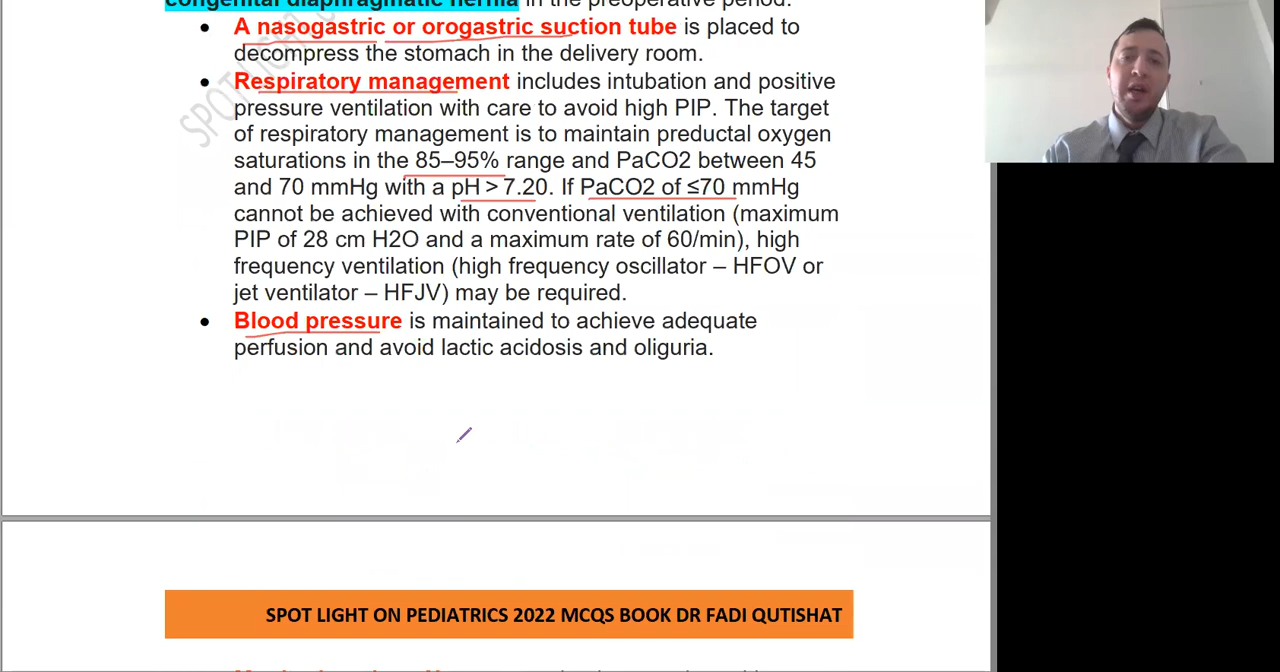 congenital diaphragmatic hernia in the preoperative period.
• A nasogastric or orogastric suction tube is placed to
decompress the stomach in the delivery room.
• Respiratory management includes intubation and positive
pressure ventilation with care to avoid high PIP. The target
of respiratory management is to maintain preductal oxygen
saturations in the 85–95% range and PaCO2 between 45
and 70 mmHg with a pH > 7.20. If PaCO2 of ≤70 mmHg
cannot be achieved with conventional ventilation (maximum
PIP of 28 cm H2O and a maximum rate of 60/min), high
frequency ventilation (high frequency oscillator – HFOV or
jet ventilator – HFJV) may be required.
• Blood pressure is maintained to achieve adequate
perfusion and avoid lactic acidosis and oliguria.
SPOT LIGHT
SPOT LIGHT ON PEDIATRICS 2022 MCQS BOOK DR FADI QUTISHAT